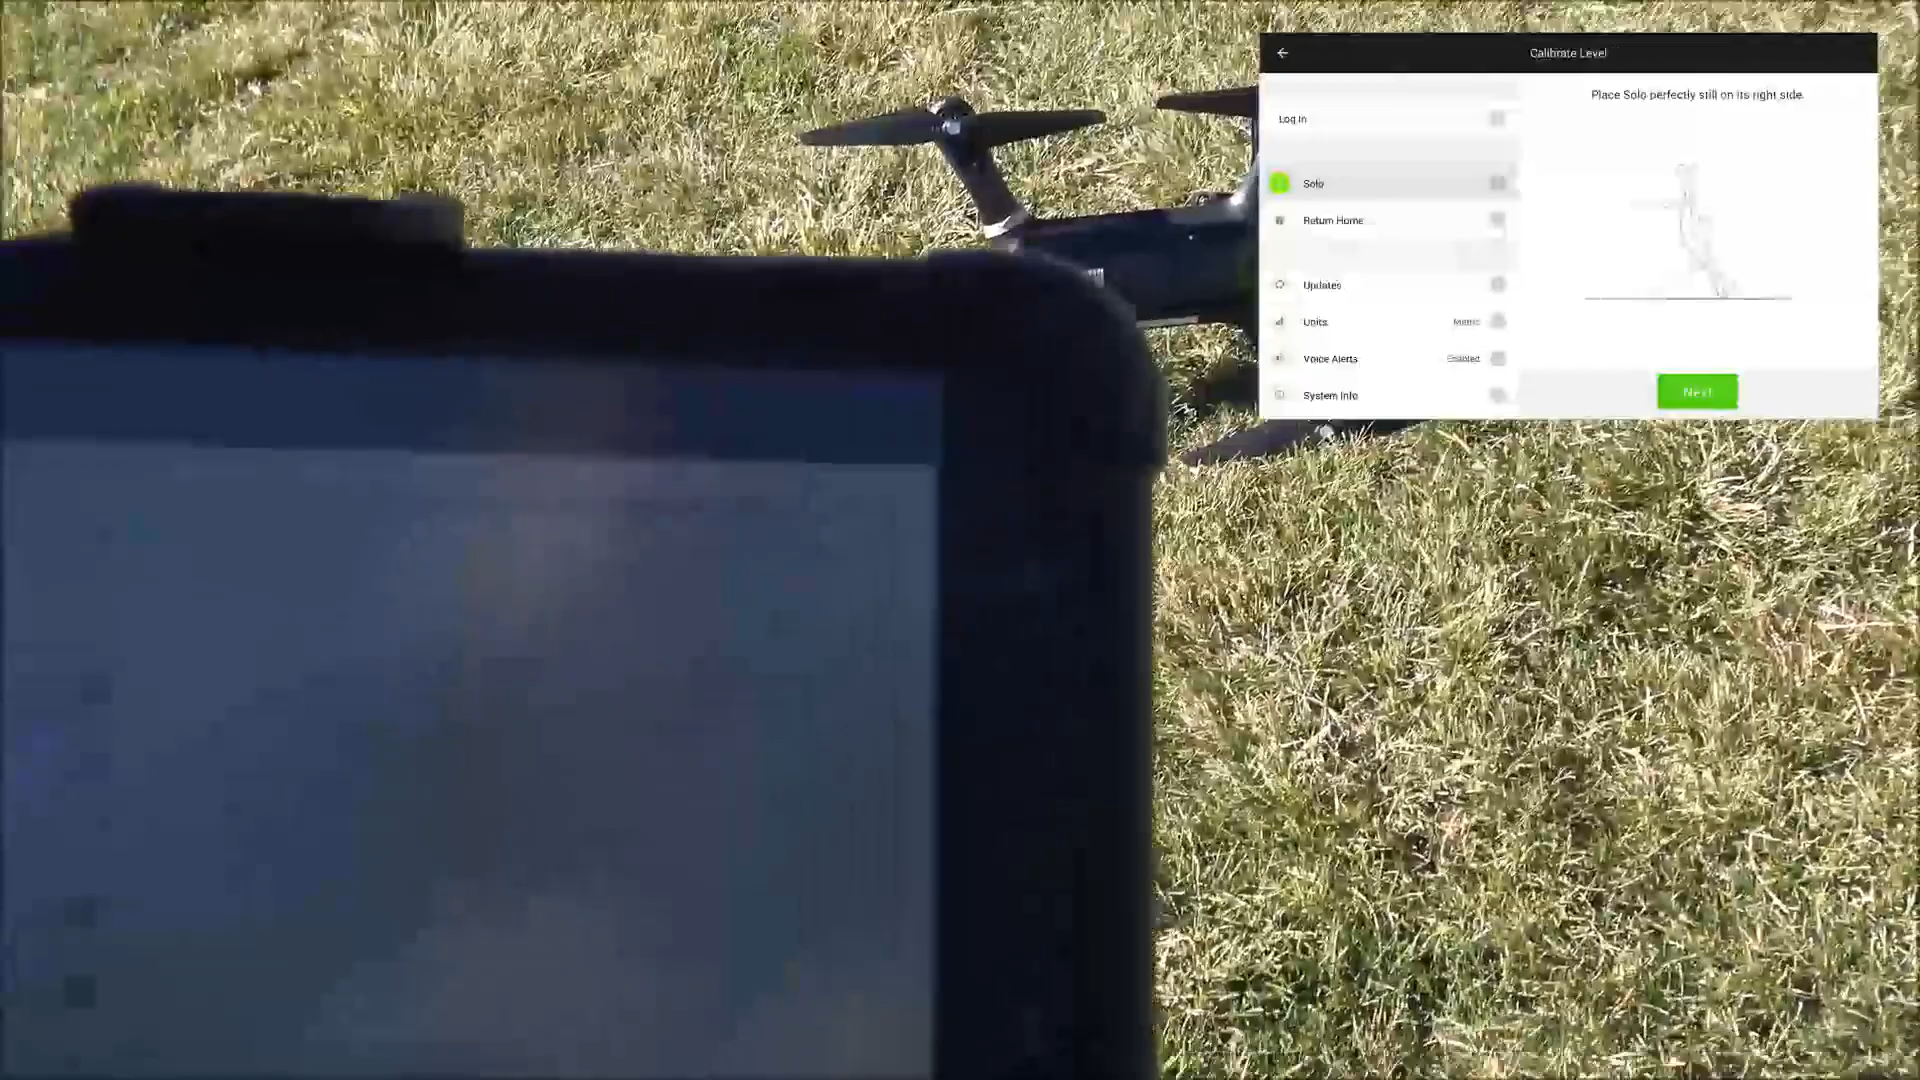 Calibrate Level
Place Solo perfectly still on its right side.
Log In
Solo
Return Home
Updates
Units Metric
Voice Alerts Enabled
System Info
Next